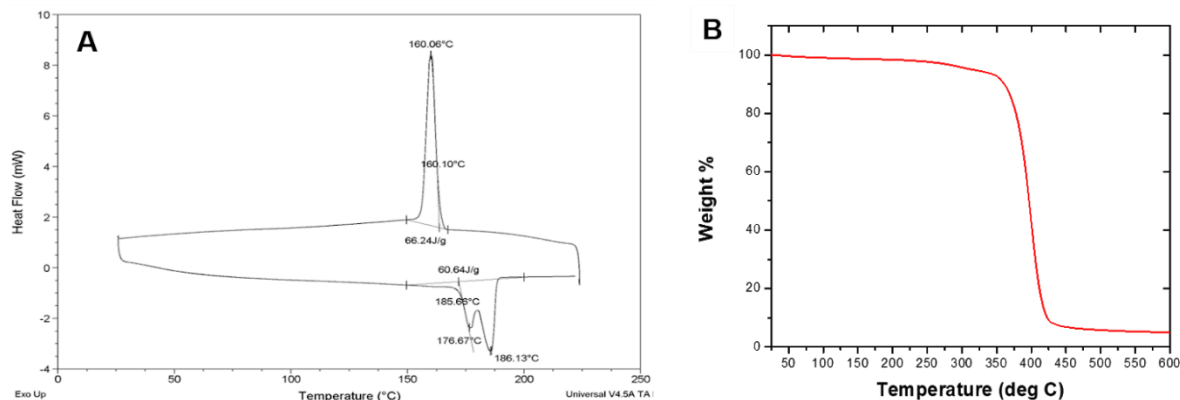 A
10
8
6
4
2
0
-2
-4
Heat Flow (mW)
160.06°C
160.10°C
66.24J/g
60.64J/g
185.66°C
176.67°C
186.13°C
0
50
100
150
200
250
Exo Up
Temperature (°C)
Universal V4.5A TA
B
100
80
60
40
20
0
Weight %
50 100 150 200 250 300 350 400 450 500 550 600
Temperature (deg C)